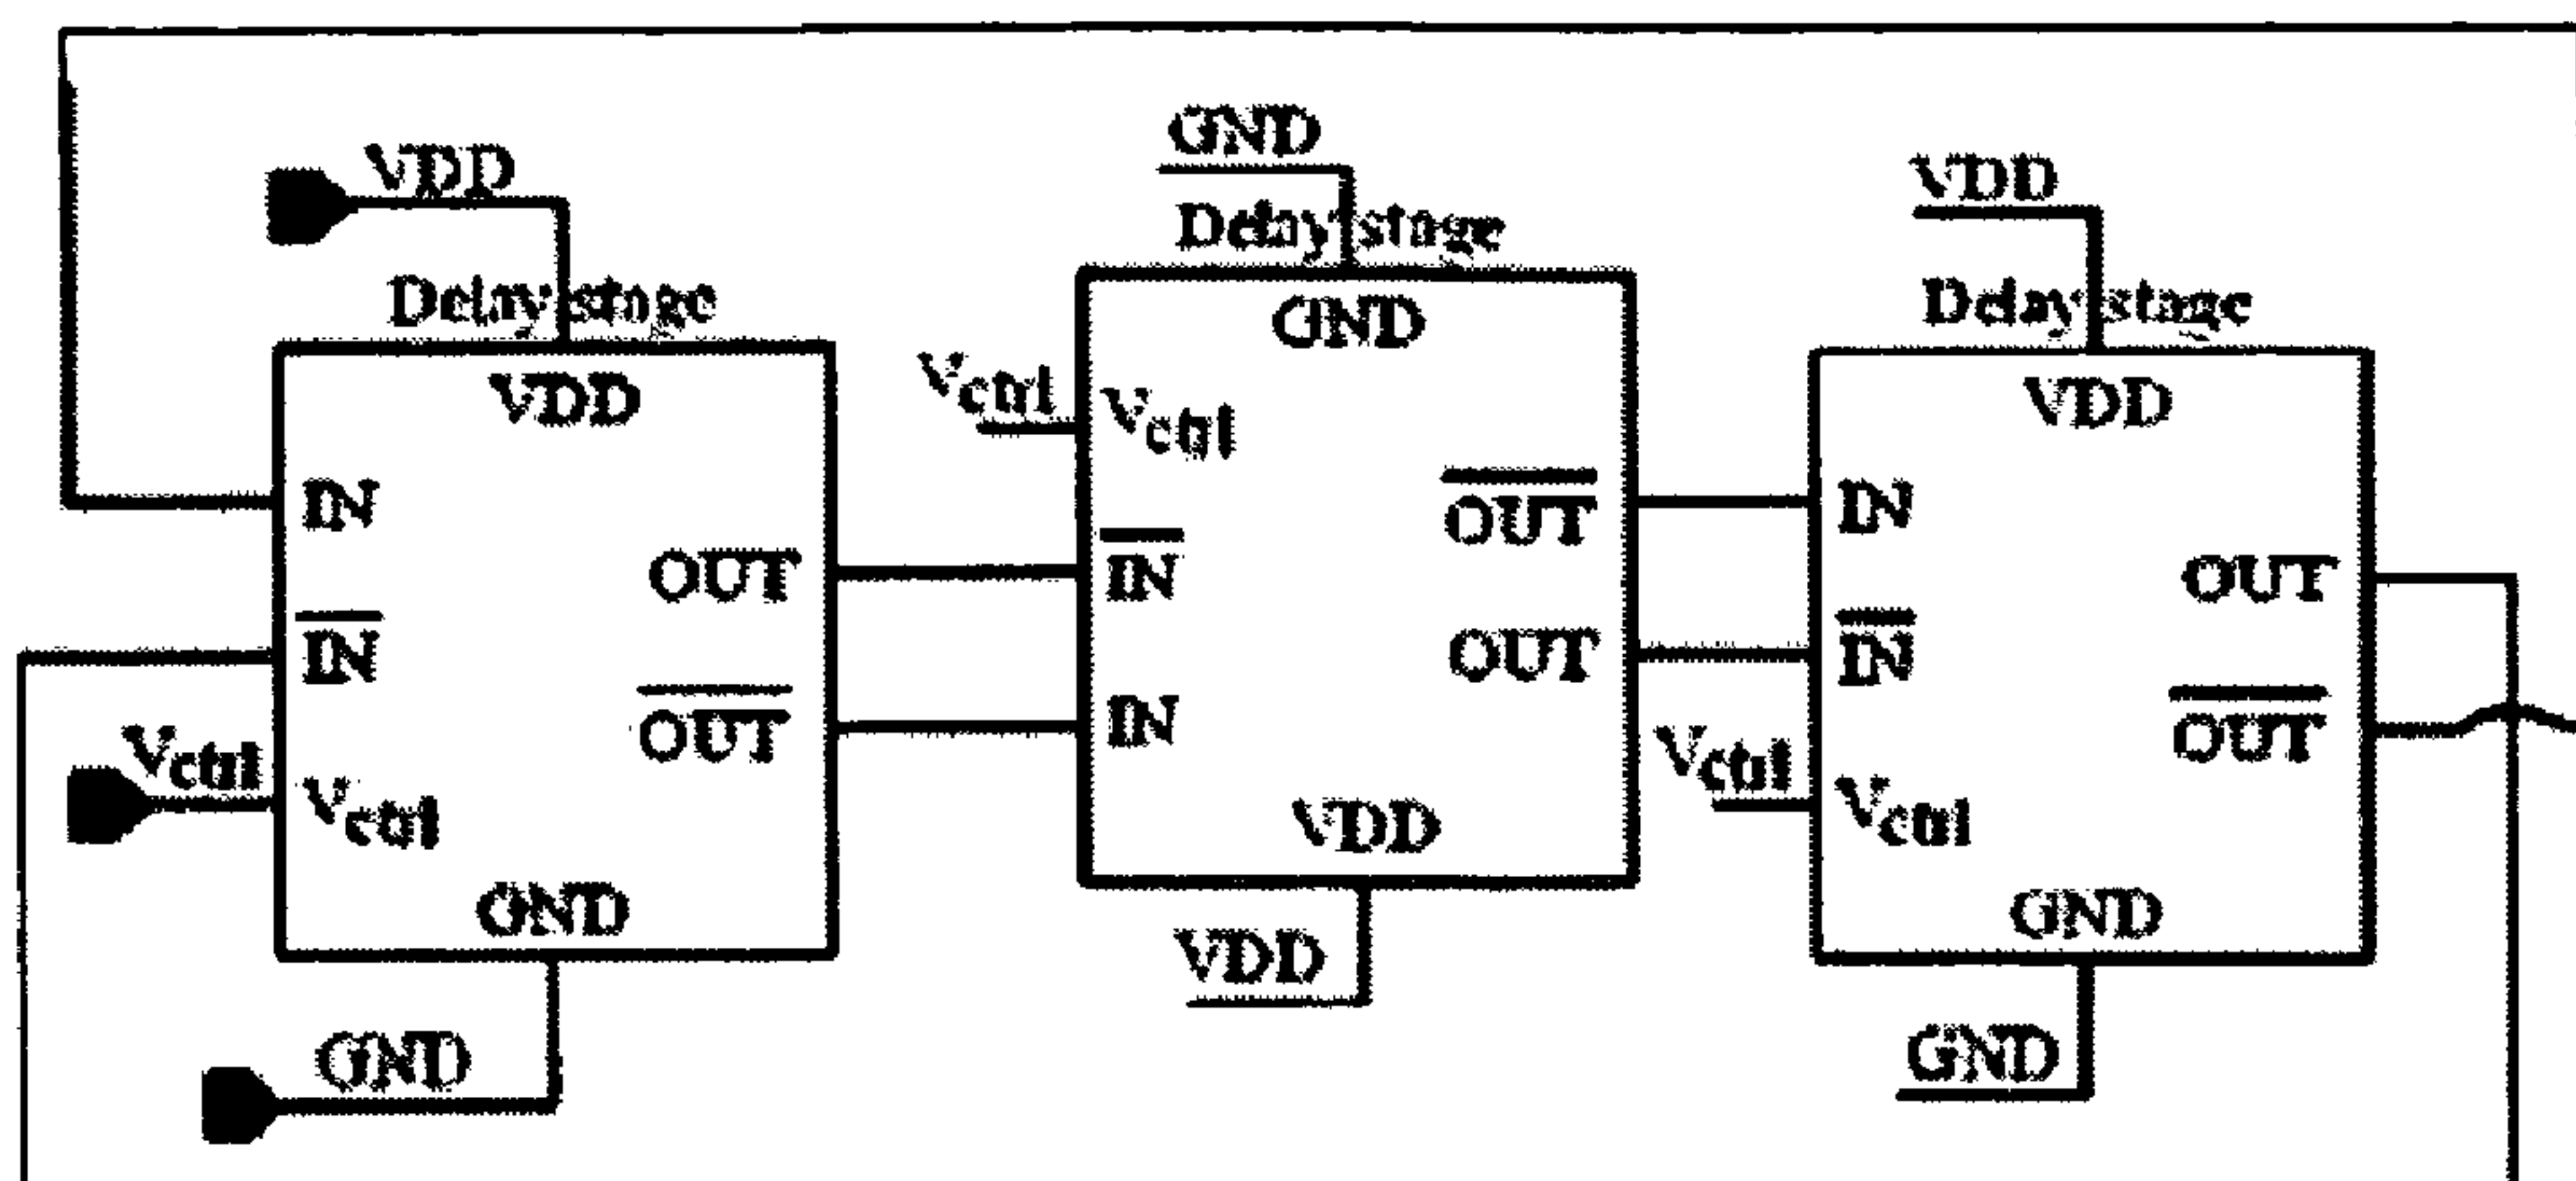 GND
VDD
VDD
Delay stage
Delay stage
Delay stage
GND
VDD
VDD
Vctrl
Vctrl
IN
OUT̅
IN
IN̅
OUT
IN̅
OUT
OUT
IN̅
OUT̅
IN
OUT̅
Vctrl
Vctrl
Vctrl
VDD
Vctrl
GND
GND
VDD
GND
GND